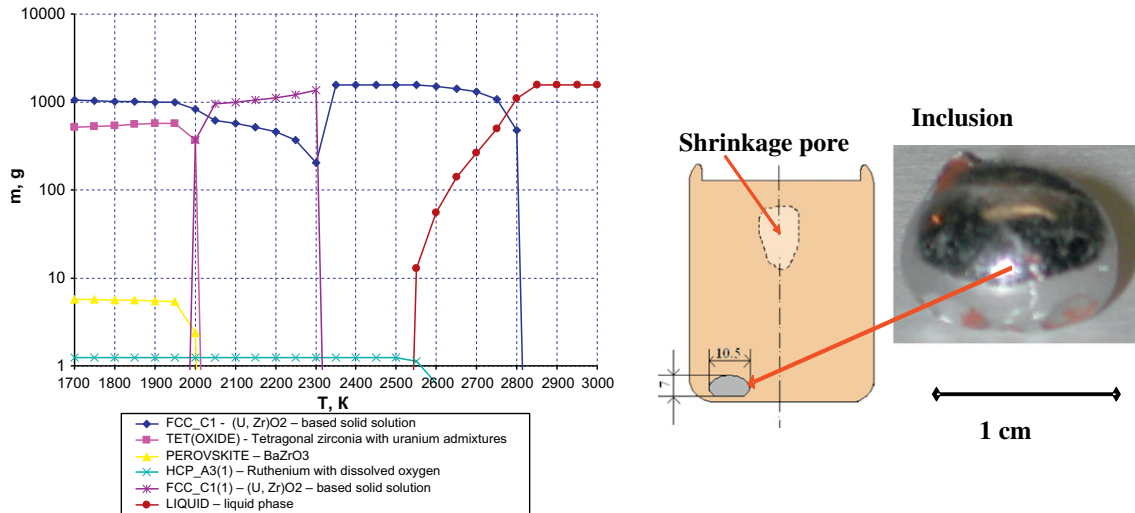 10000
1000
100
10
1
m, g
1700 1800 1900 2000 2100 2200 2300 2400 2500 2600 2700 2800 2900 3000
T, K
FCC_C1 - (U, Zr)O2 – based solid solution
TET(OXIDE) - Tetragonal zirconia with uranium admixtures
PEROVSKITE – BaZrO3
HCP_A3(1) – Ruthenium with dissolved oxygen
FCC_C1(1) – (U, Zr)O2 – based solid solution
LIQUID – liquid phase
Inclusion
Shrinkage pore
10.5
7
1 cm